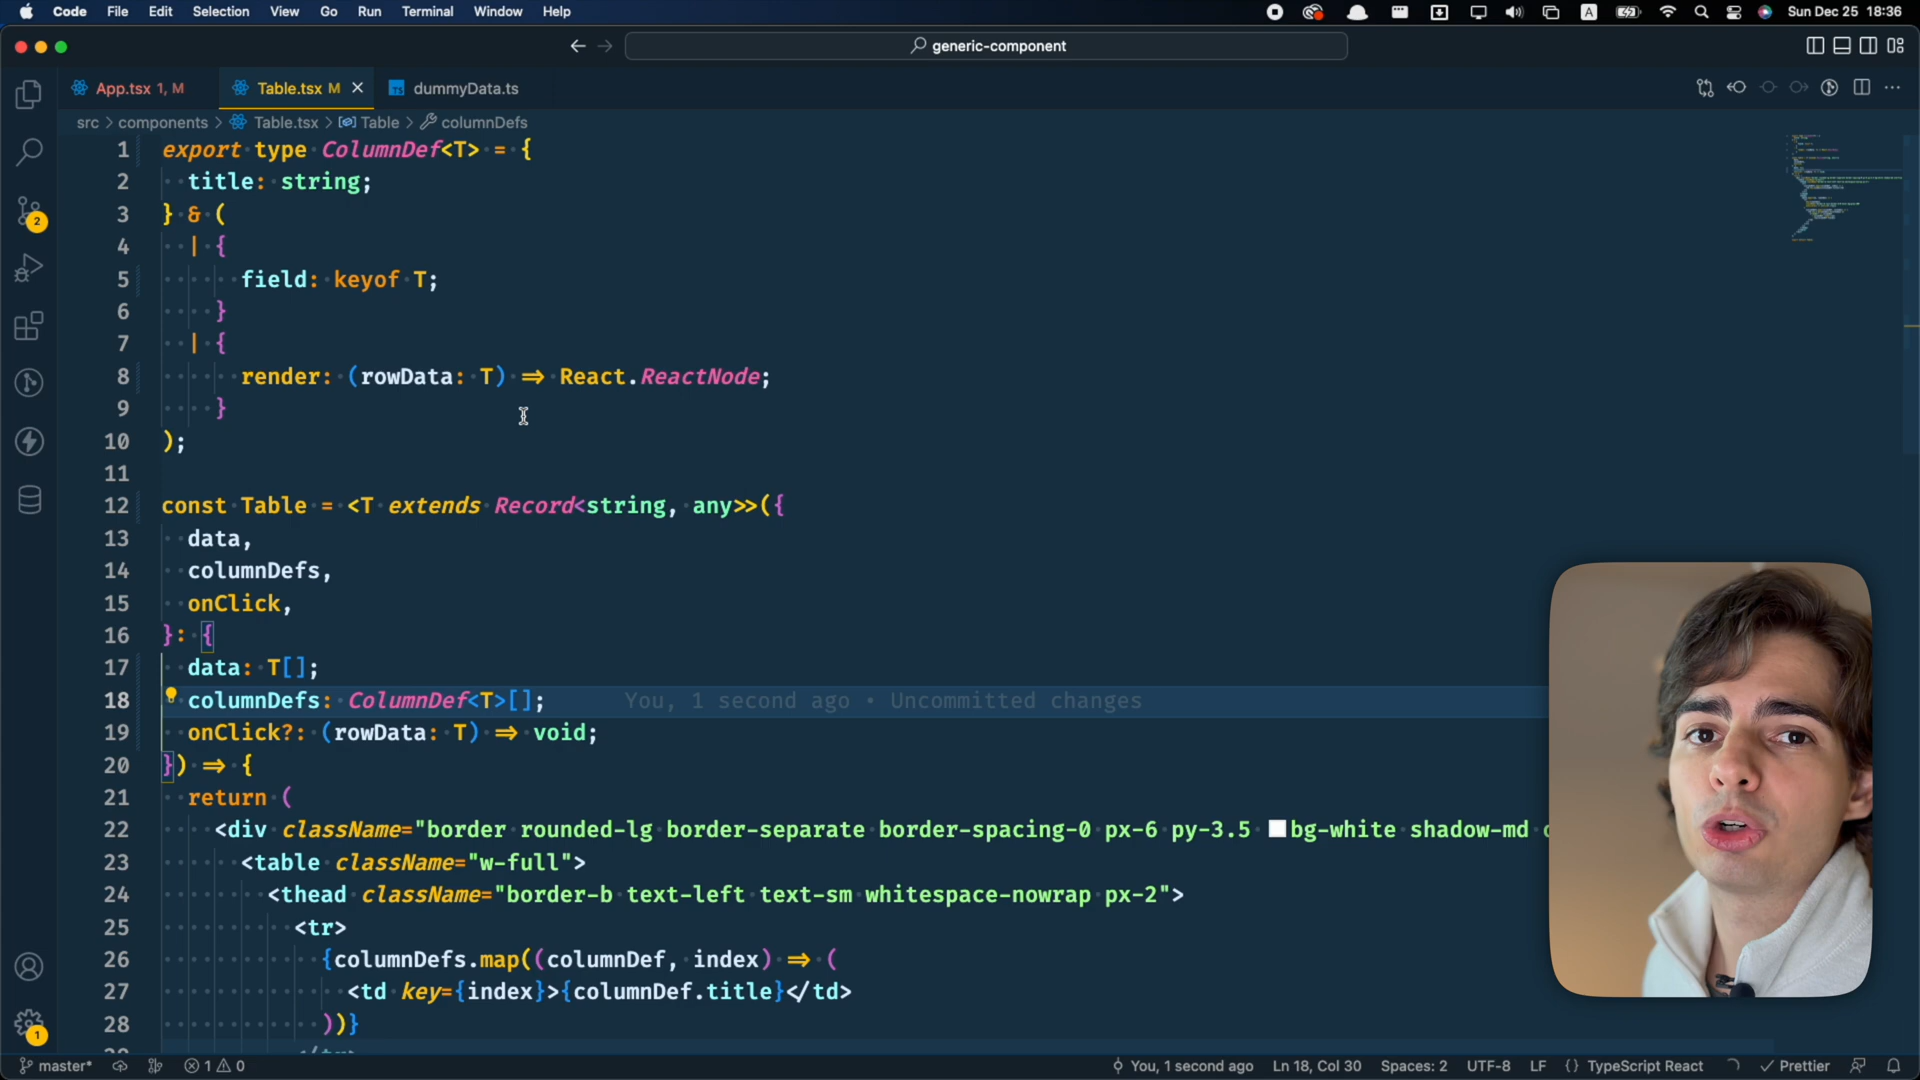 Code File Edit Selection View Go Run Terminal Window Help A Sun Dec 25 18:36
generic-component
App.tsx 1, M Table.tsx M dummyData.ts
src > components > Table.tsx > Table > columnDefs
1 export type ColumnDef<T> = {
2 title: string;
3 } & (
4 | {
5 field: keyof T;
6 }
7 | {
8 render: (rowData: T) => React.ReactNode;
9 }
10 );
11
12 const Table = <T extends Record<string, any>>({
13 data,
14 columnDefs,
15 onClick,
16 }: {
17 data: T[];
18 columnDefs: ColumnDef<T>[]; You, 1 second ago • Uncommitted changes
19 onClick?: (rowData: T) => void;
20 }) => {
21 return (
22 <div className="border rounded-lg border-separate border-spacing-0 px-6 py-3.5 bg-white shadow-md
23 <table className="w-full">
24 <thead className="border-b text-left text-sm whitespace-nowrap px-2">
25 <tr>
26 {columnDefs.map((columnDef, index) => (
27 <td key={index}>{columnDef.title}</td>
28 ))}
2
1
master* 1 0 You, 1 second ago Ln 18, Col 30 Spaces: 2 UTF-8 LF {} TypeScript React Prettier